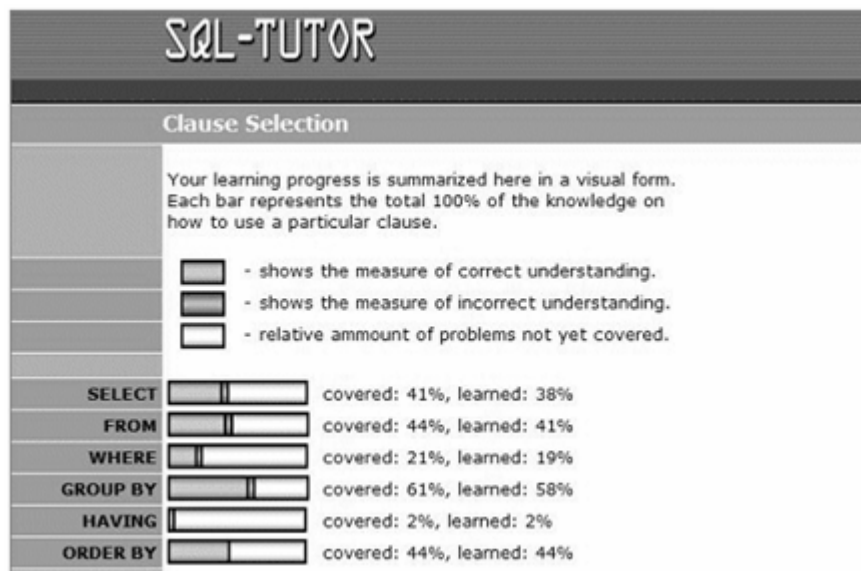 SQL-TUTOR
Clause Selection
Your learning progress is summarized here in a visual form.
Each bar represents the total 100% of the knowledge on
how to use a particular clause.
- shows the measure of correct understanding.
- shows the measure of incorrect understanding.
- relative ammount of problems not yet covered.
SELECT covered: 41%, learned: 38%
FROM covered: 44%, learned: 41%
WHERE covered: 21%, learned: 19%
GROUP BY covered: 61%, learned: 58%
HAVING covered: 2%, learned: 2%
ORDER BY covered: 44%, learned: 44%